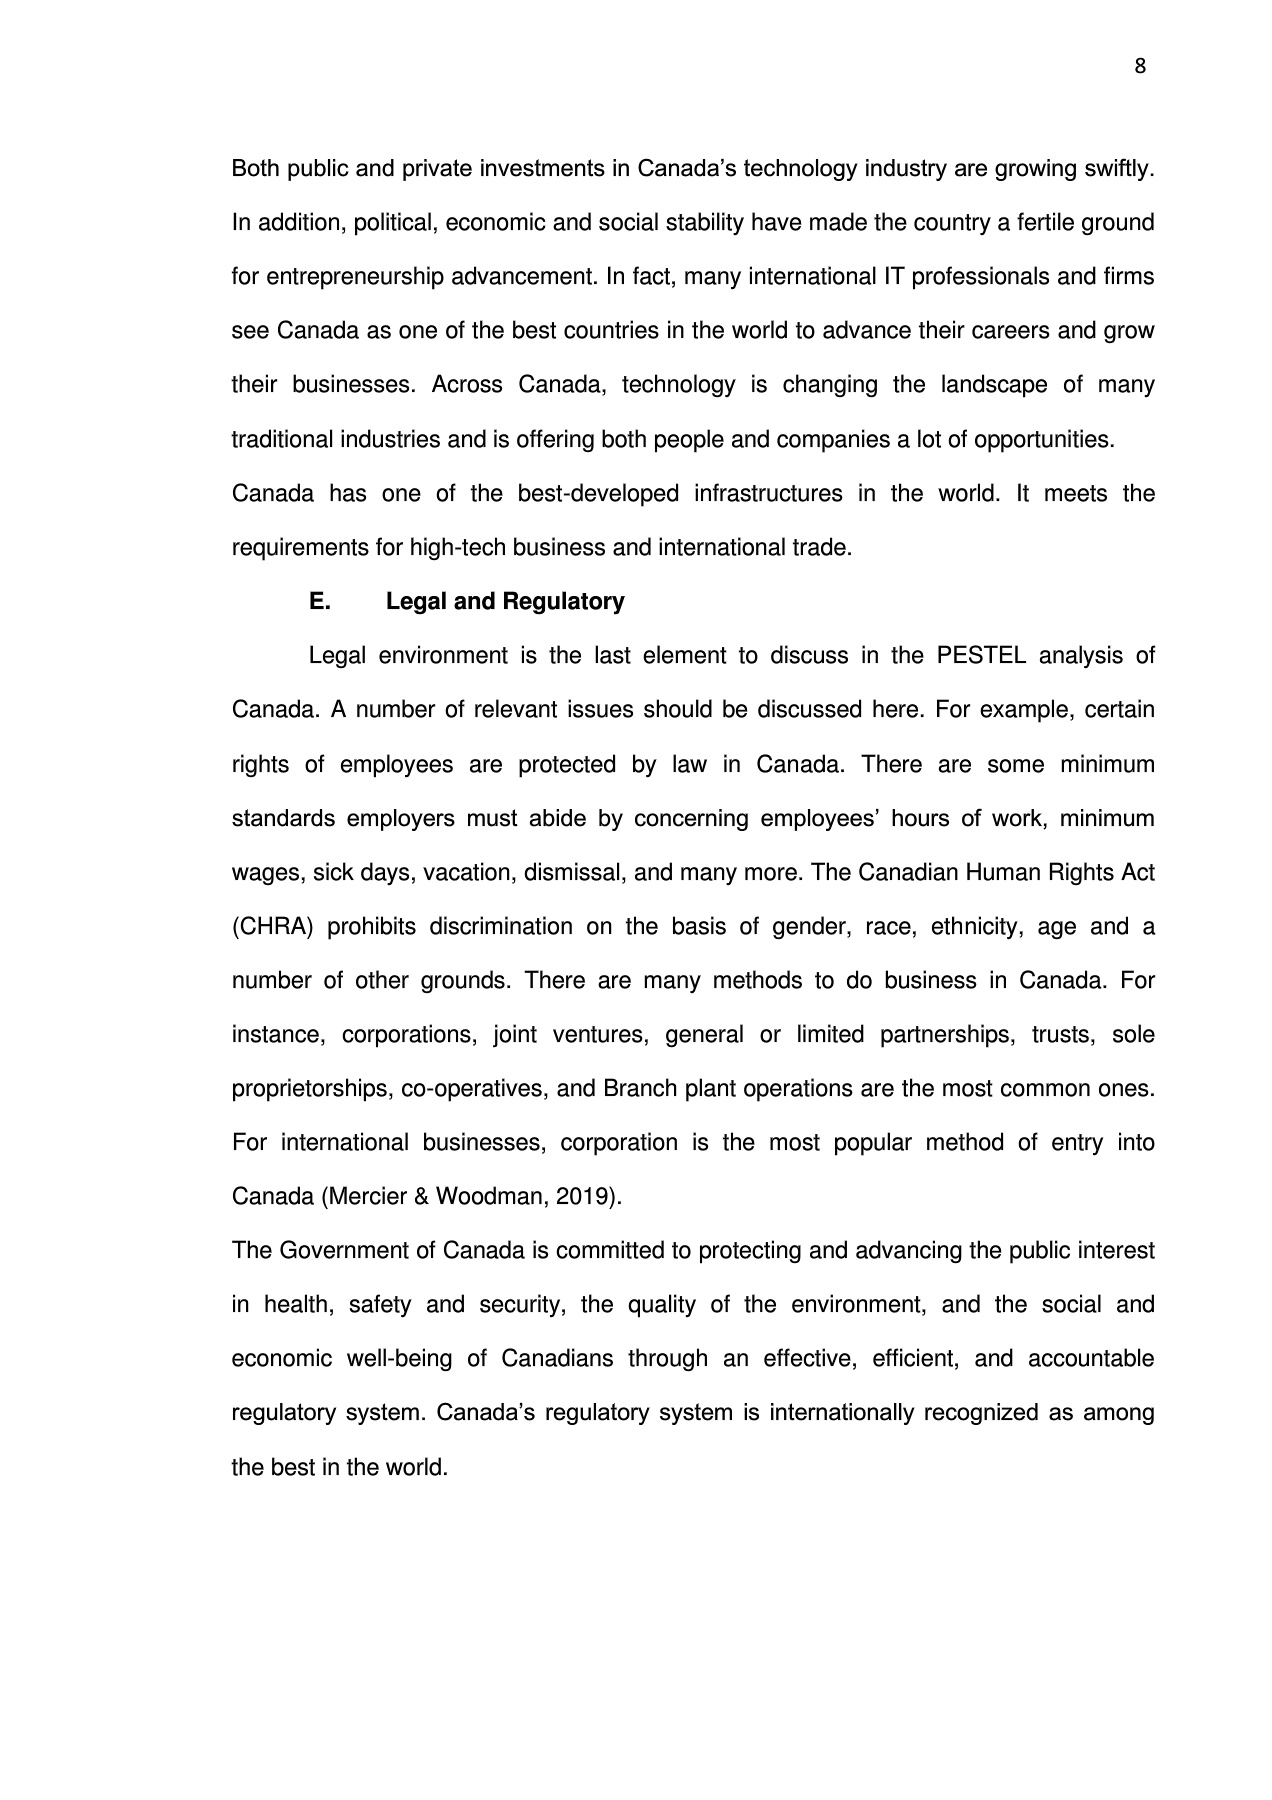 8
Both public and private investments in Canada’s technology industry are growing swiftly.
In addition, political, economic and social stability have made the country a fertile ground
for entrepreneurship advancement. In fact, many international IT professionals and firms
see Canada as one of the best countries in the world to advance their careers and grow
their businesses. Across Canada, technology is changing the landscape of many
traditional industries and is offering both people and companies a lot of opportunities.
Canada has one of the best-developed infrastructures in the world. It meets the
requirements for high-tech business and international trade.
E. Legal and Regulatory
Legal environment is the last element to discuss in the PESTEL analysis of
Canada. A number of relevant issues should be discussed here. For example, certain
rights of employees are protected by law in Canada. There are some minimum
standards employers must abide by concerning employees’ hours of work, minimum
wages, sick days, vacation, dismissal, and many more. The Canadian Human Rights Act
(CHRA) prohibits discrimination on the basis of gender, race, ethnicity, age and a
number of other grounds. There are many methods to do business in Canada. For
instance, corporations, joint ventures, general or limited partnerships, trusts, sole
proprietorships, co-operatives, and Branch plant operations are the most common ones.
For international businesses, corporation is the most popular method of entry into
Canada (Mercier & Woodman, 2019).
The Government of Canada is committed to protecting and advancing the public interest
in health, safety and security, the quality of the environment, and the social and
economic well-being of Canadians through an effective, efficient, and accountable
regulatory system. Canada’s regulatory system is internationally recognized as among
the best in the world.